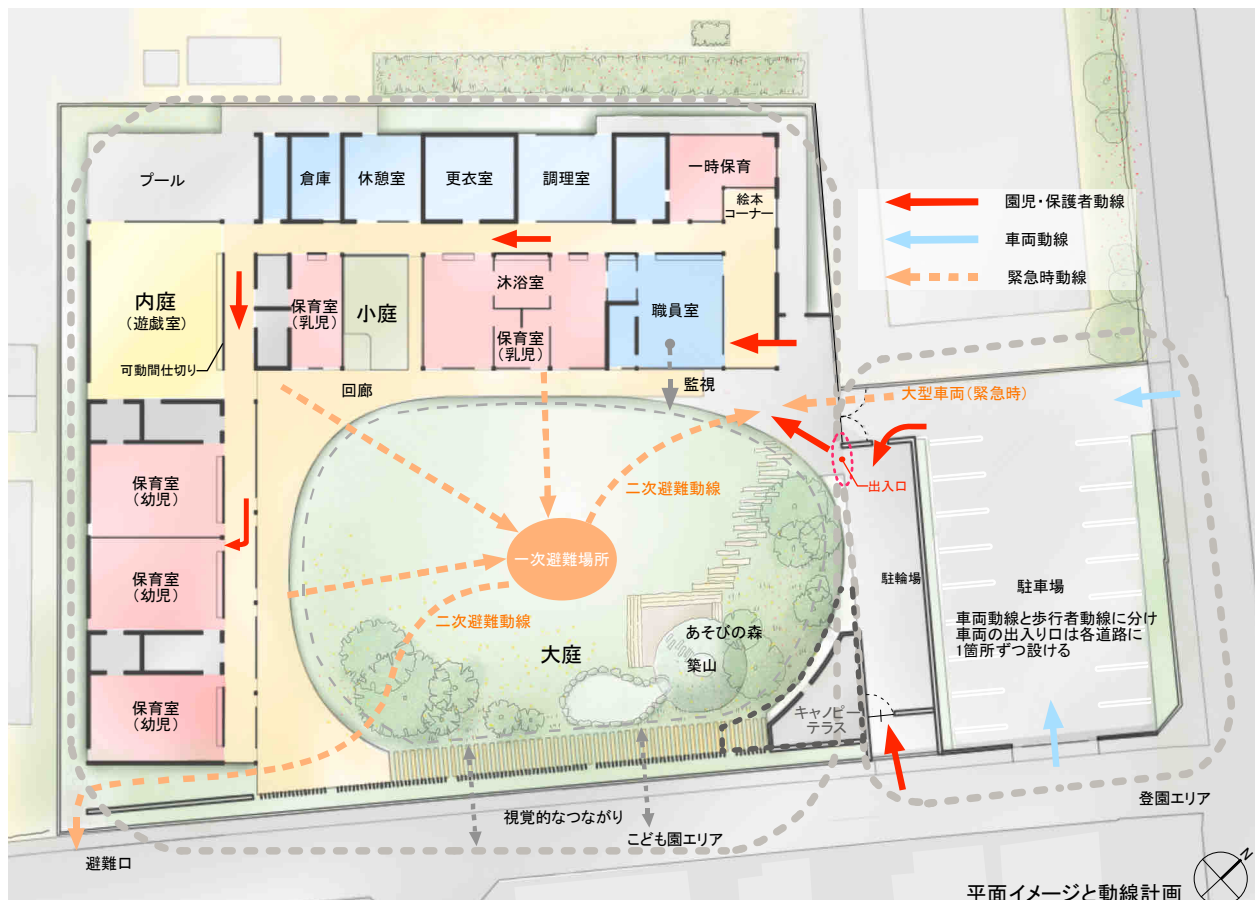 プール
倉庫
休憩室
更衣室
調理室
一時保育
絵本
コーナー
園児・保護者動線
車両動線
緊急時動線
内庭
（遊戯室）
可動間仕切り
保育室
（乳児）
小庭
沐浴室
保育室
（乳児）
職員室
監視
回廊
大型車両（緊急時）
出入口
二次避難動線
一次避難場所
二次避難動線
保育室
（幼児）
保育室
（幼児）
保育室
（幼児）
大庭
あそびの森
築山
キャノピー
テラス
駐輪場
駐車場
車両動線と歩行者動線に分け
車両の出入り口は各道路に
1箇所ずつ設ける
視覚的なつながり
こども園エリア
登園エリア
避難口
平面イメージと動線計画
N